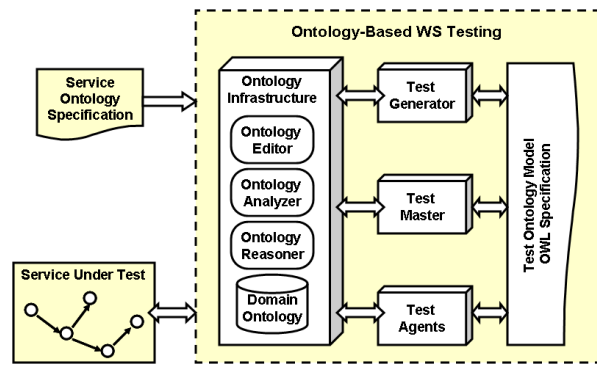 Ontology-Based WS Testing
Service
Ontology
Specification
Ontology
Infrastructure
Ontology
Editor
Ontology
Analyzer
Ontology
Reasoner
Domain
Ontology
Test
Generator
Test
Master
Test
Agents
Test Ontology Model
OWL Specification
Service Under Test